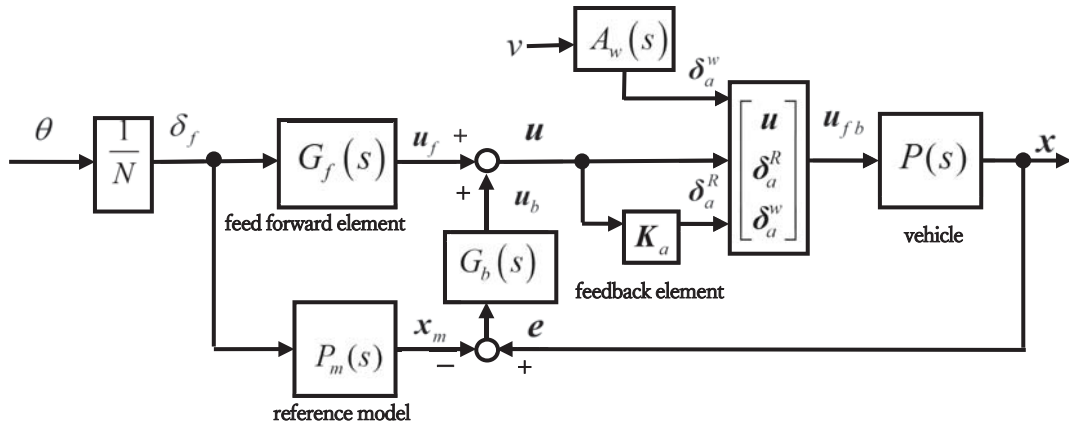 v
A_w(s)
δ_a^w
θ
1/N
δ_f
G_f(s)
feed forward element
u_f
+
+
u
u_b
G_b(s)
δ_a^R
K_a
feedback element
[u
δ_a^R
δ_a^w]
u_fb
P(s)
vehicle
x
P_m(s)
reference model
x_m
−
e
+